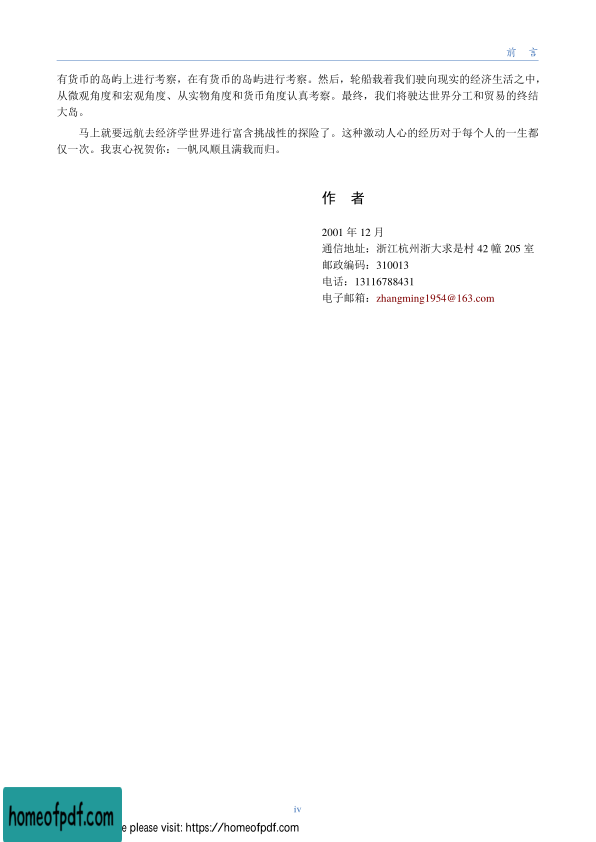 前 言
有货币的岛屿上进行考察，在有货币的岛屿进行考察。然后，轮船载着我们驶向现实的经济生活之中，
从微观角度和宏观角度、从实物角度和货币角度认真考察。最终，我们将驶达世界分工和贸易的终结
大岛。
马上就要远航去经济学世界进行富含挑战性的探险了。这种激动人心的经历对于每个人的一生都
仅一次。我衷心祝贺你：一帆风顺且满载而归。
作 者
2001 年 12 月
通信地址：浙江杭州浙大求是村 42 幢 205 室
邮政编码：310013
电话：13116788431
电子邮箱：zhangming1954@163.com
iv
homeofpdf.com
e please visit: https://homeofpdf.com